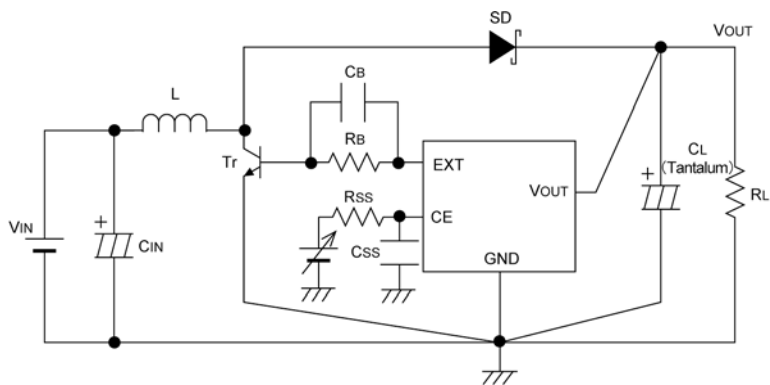 SD
VOUT
CB
L
RB
Tr
EXT
CL
(Tantalum)
+
RL
VOUT
RSS
CE
VIN
+
CIN
CSS
GND